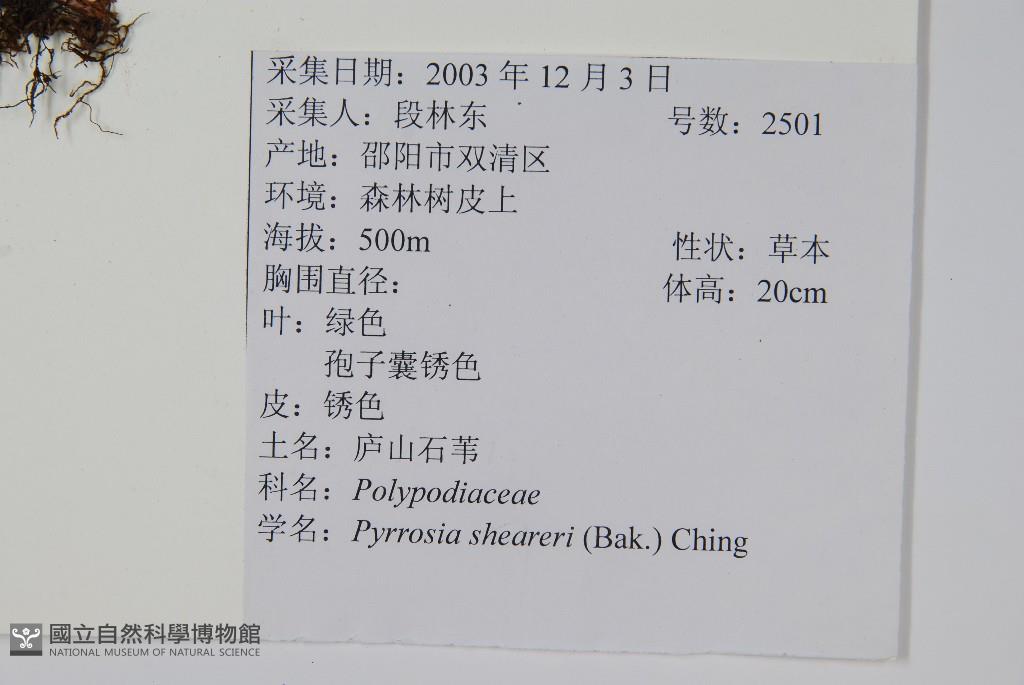 采集日期：2003 年 12 月 3 日
采集人：段林东 号数：2501
产地：邵阳市双清区
环境：森林树皮上
海拔：500m 性状：草本
胸围直径： 体高：20cm
叶：绿色
孢子囊锈色
皮：锈色
土名：庐山石苇
科名：Polypodiaceae
学名：Pyrrosia sheareri (Bak.) Ching
國立自然科學博物館
NATIONAL MUSEUM OF NATURAL SCIENCE